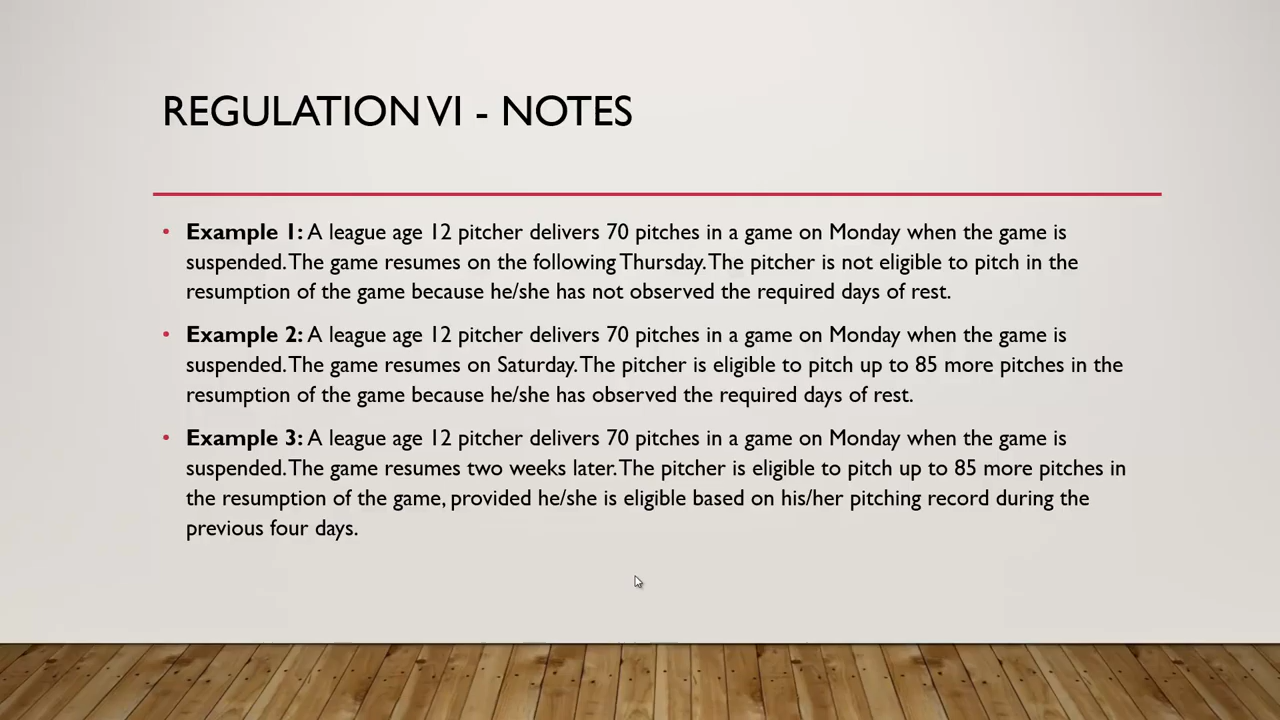 REGULATION VI - NOTES
• Example 1: A league age 12 pitcher delivers 70 pitches in a game on Monday when the game is
suspended. The game resumes on the following Thursday. The pitcher is not eligible to pitch in the
resumption of the game because he/she has not observed the required days of rest.
• Example 2: A league age 12 pitcher delivers 70 pitches in a game on Monday when the game is
suspended. The game resumes on Saturday. The pitcher is eligible to pitch up to 85 more pitches in the
resumption of the game because he/she has observed the required days of rest.
• Example 3: A league age 12 pitcher delivers 70 pitches in a game on Monday when the game is
suspended. The game resumes two weeks later. The pitcher is eligible to pitch up to 85 more pitches in
the resumption of the game, provided he/she is eligible based on his/her pitching record during the
previous four days.